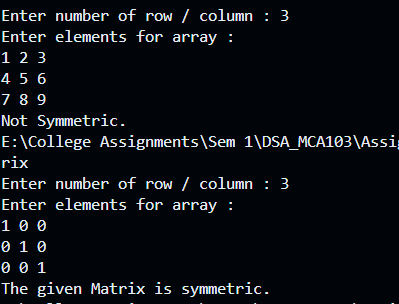 Enter number of row / column : 3
Enter elements for array :
1 2 3
4 5 6
7 8 9
Not Symmetric.
E:\College Assignments\Sem 1\DSA_MCA103\Assig
rix
Enter number of row / column : 3
Enter elements for array :
1 0 0
0 1 0
0 0 1
The given Matrix is symmetric.